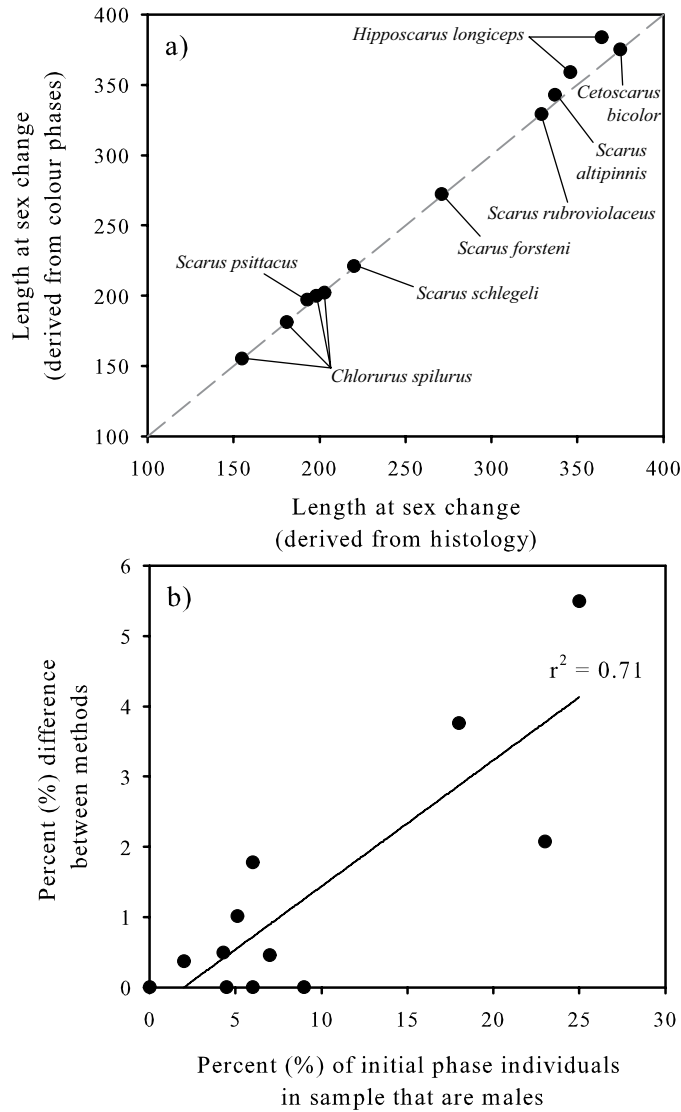 a)
Length at sex change
(derived from colour phases)
400
350
300
250
200
150
100
Hipposcarus longiceps
Cetoscarus
bicolor
Scarus
altipinnis
Scarus rubroviolaceus
Scarus forsteni
Scarus psittacus
Scarus schlegeli
Chlorurus spilurus
100 150 200 250 300 350 400
Length at sex change
(derived from histology)
b)
Percent (%) difference
between methods
6
5
4
3
2
1
0
r² = 0.71
0 5 10 15 20 25 30
Percent (%) of initial phase individuals
in sample that are males